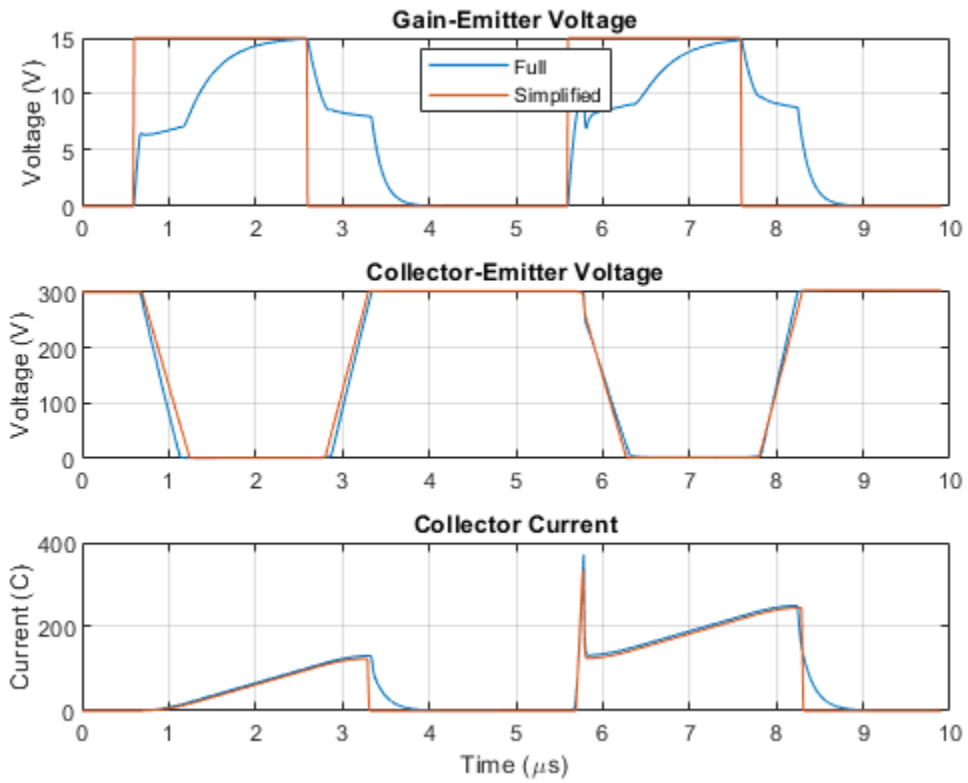 Gain-Emitter Voltage
Voltage (V)
15
10
5
0
Full
Simplified
0 1 2 3 4 5 6 7 8 9 10
Collector-Emitter Voltage
Voltage (V)
300
200
100
0
0 1 2 3 4 5 6 7 8 9 10
Collector Current
Current (C)
400
200
0
0 1 2 3 4 5 6 7 8 9 10
Time (μs)